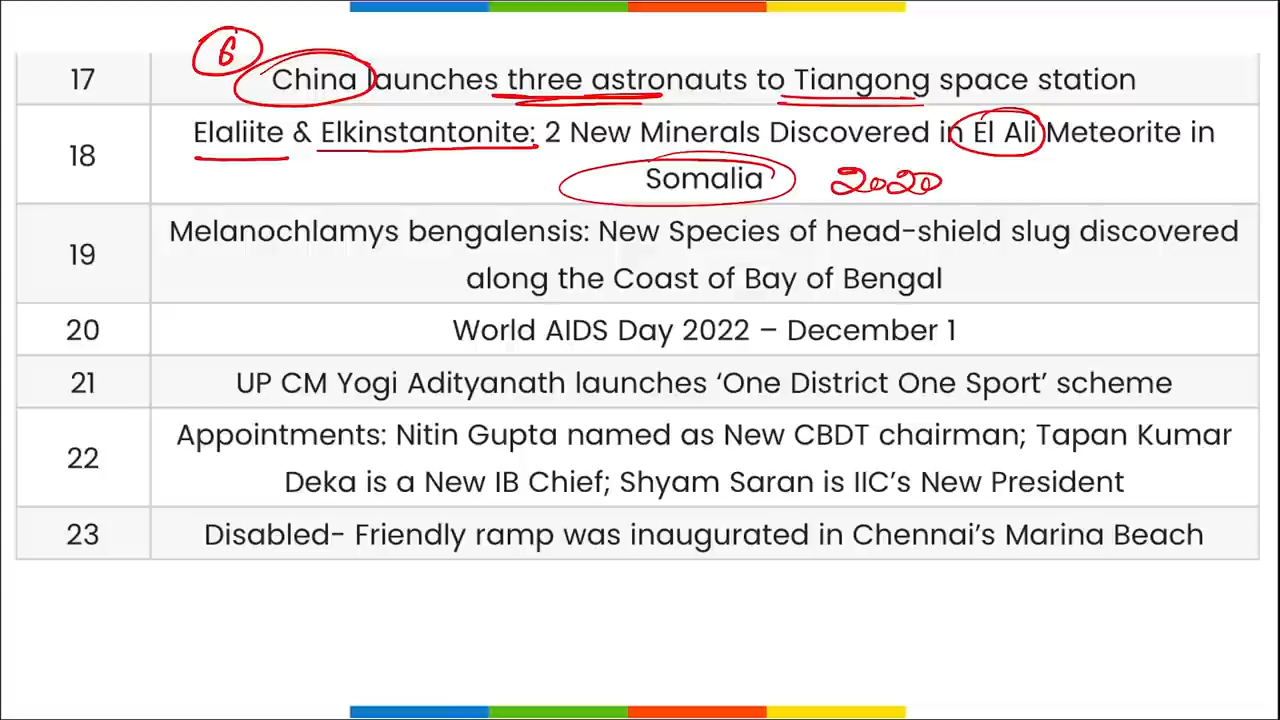 6
17 China launches three astronauts to Tiangong space station
Elaliite & Elkinstantonite: 2 New Minerals Discovered in El Ali Meteorite in
18
Somalia 2020
Melanochlamys bengalensis: New Species of head-shield slug discovered
19
along the Coast of Bay of Bengal
20 World AIDS Day 2022 – December 1
21 UP CM Yogi Adityanath launches ‘One District One Sport’ scheme
Appointments: Nitin Gupta named as New CBDT chairman; Tapan Kumar
22
Deka is a New IB Chief; Shyam Saran is IIC’s New President
23 Disabled- Friendly ramp was inaugurated in Chennai’s Marina Beach